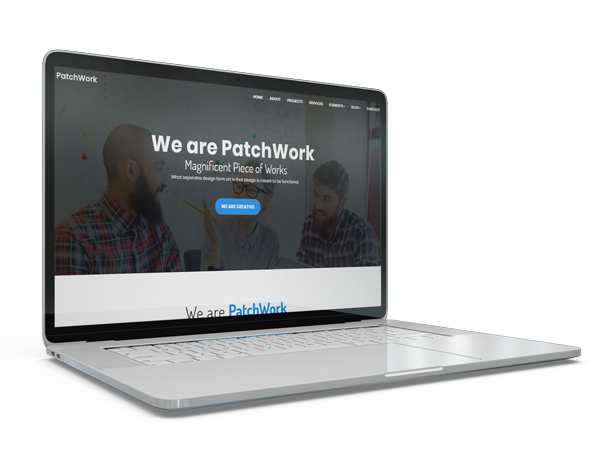 PatchWork
HOME ABOUT PROJECTS SERVICES ELEMENTS BLOG CONTACT
We are PatchWork
Magnificent Piece of Works
What seperates design form art is that design is meant to be functional
WE ARE CREATIVE
We are PatchWork